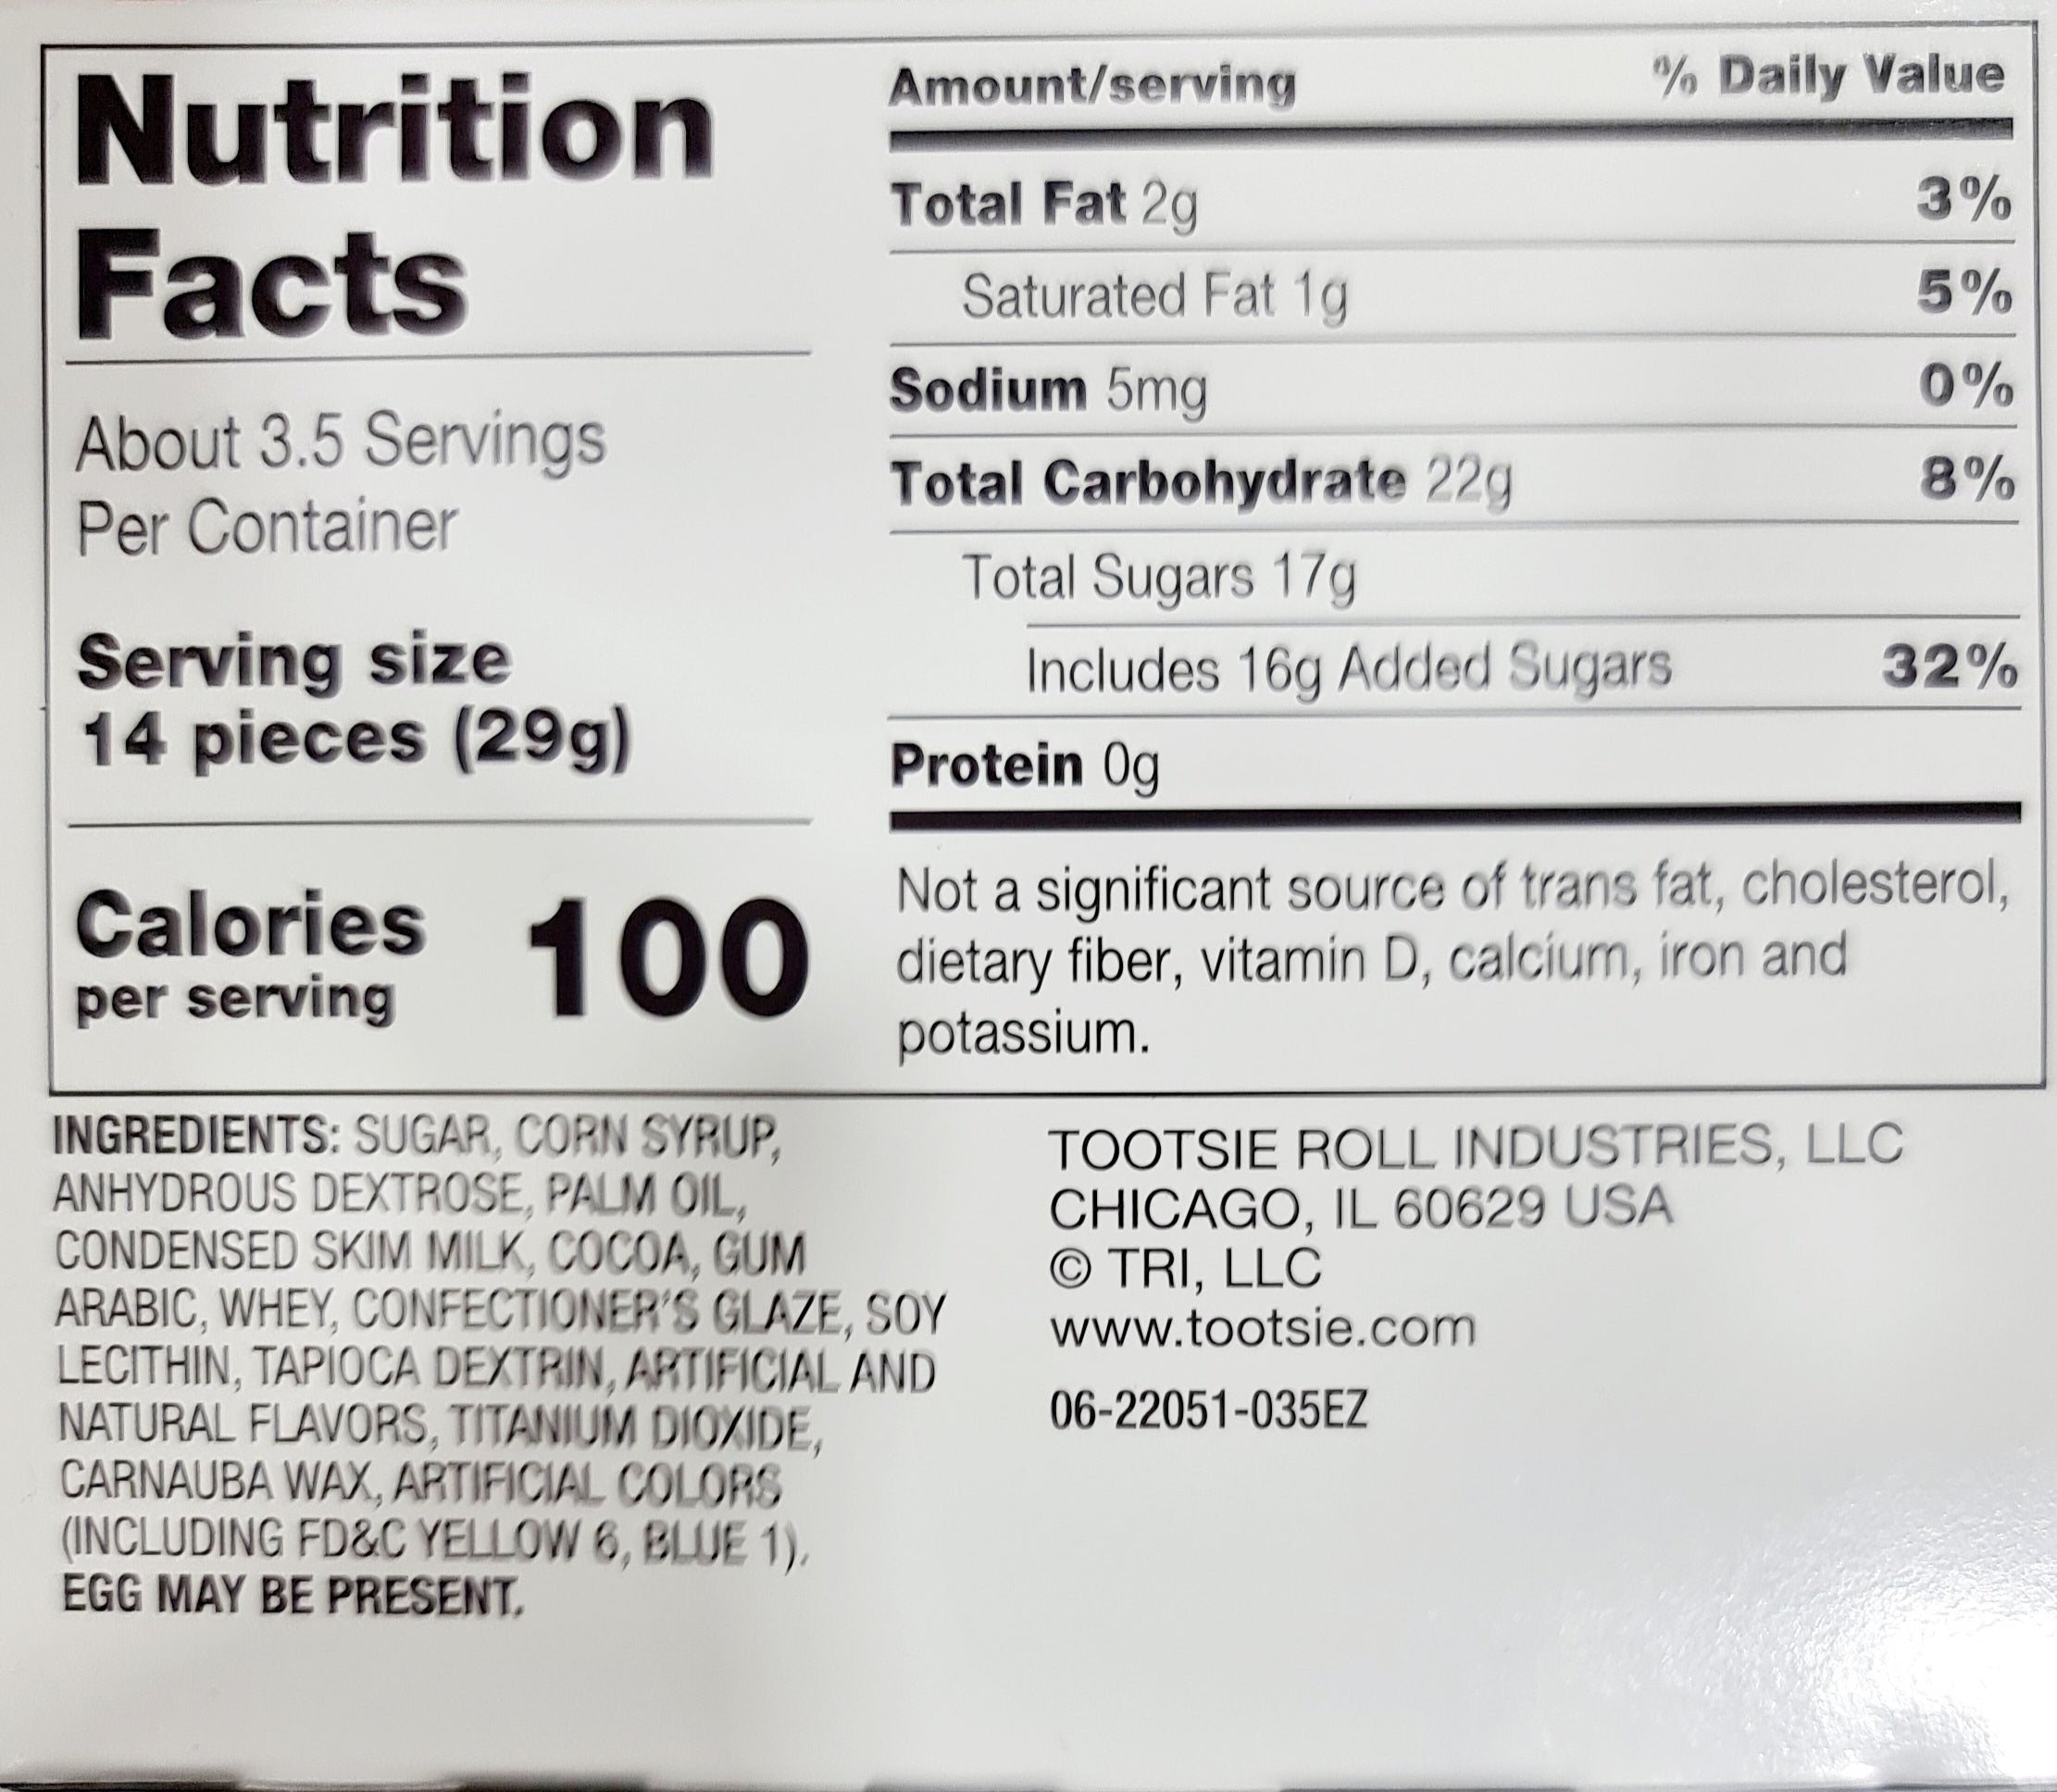 Nutrition
Facts
About 3.5 Servings
Per Container
Serving size
14 pieces (29g)
Calories
per serving
100
Amount/serving % Daily Value
Total Fat 2g 3%
Saturated Fat 1g 5%
Sodium 5mg 0%
Total Carbohydrate 22g 8%
Total Sugars 17g
Includes 16g Added Sugars 32%
Protein 0g
Not a significant source of trans fat, cholesterol,
dietary fiber, vitamin D, calcium, iron and
potassium.
INGREDIENTS: SUGAR, CORN SYRUP,
ANHYDROUS DEXTROSE, PALM OIL,
CONDENSED SKIM MILK, COCOA, GUM
ARABIC, WHEY, CONFECTIONER'S GLAZE, SOY
LECITHIN, TAPIOCA DEXTRIN, ARTIFICIAL AND
NATURAL FLAVORS, TITANIUM DIOXIDE,
CARNAUBA WAX, ARTIFICIAL COLORS
(INCLUDING FD&C YELLOW 6, BLUE 1).
EGG MAY BE PRESENT.
TOOTSIE ROLL INDUSTRIES, LLC
CHICAGO, IL 60629 USA
© TRI, LLC
www.tootsie.com
06-22051-035EZ